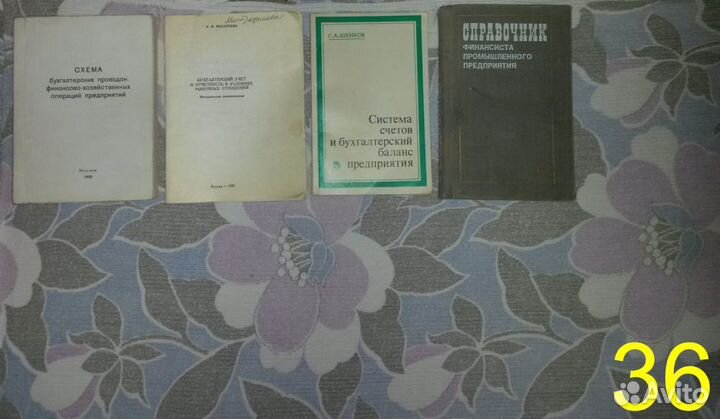 СХЕМА
бухгалтерских проводок
финансово-хозяйственных
операций предприятий
Москва
БУХГАЛТЕРСКИЙ УЧЕТ
И ОТЧЕТНОСТЬ В УСЛОВИЯХ
РЫНОЧНЫХ ОТНОШЕНИЙ
Москва —
С.А.ЩЕНКОВ
Система
счетов
и бухгалтерский
баланс
предприятия
СПРАВОЧНИК
ФИНАНСИСТА
ПРОМЫШЛЕННОГО
ПРЕДПРИЯТИЯ
36
Avito